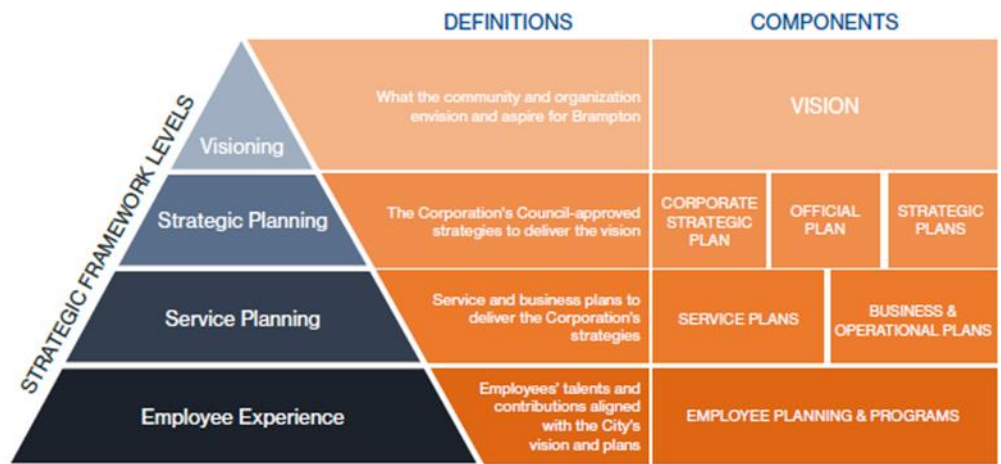 DEFINITIONS
COMPONENTS
STRATEGIC FRAMEWORK LEVELS
Visioning
What the community and organization
envision and aspire for Brampton
VISION
Strategic Planning
The Corporation's Council-approved
strategies to deliver the vision
CORPORATE
STRATEGIC
PLAN
OFFICIAL
PLAN
STRATEGIC
PLANS
Service Planning
Service and business plans to
deliver the Corporation's
strategies
SERVICE PLANS
BUSINESS &
OPERATIONAL PLANS
Employee Experience
Employees' talents and
contributions aligned
with the City's
vision and plans
EMPLOYEE PLANNING & PROGRAMS